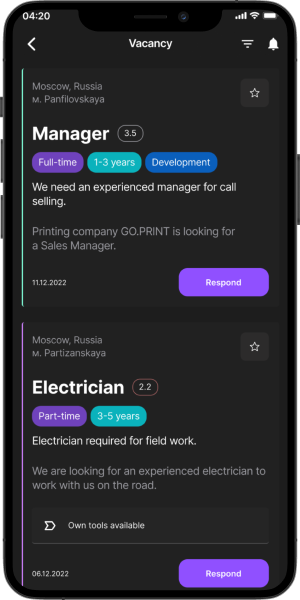 04:20
Vacancy
Moscow, Russia
м. Panfilovskaya
Manager 3.5
Full-time 1-3 years Development
We need an experienced manager for call
selling.
Printing company GO.PRINT is looking for
a Sales Manager.
11.12.2022 Respond
Moscow, Russia
м. Partizanskaya
Electrician 2.2
Part-time 3-5 years
Electrician required for field work.
We are looking for an experienced electrician to
work with us on the road.
Own tools available
06.12.2022 Respond